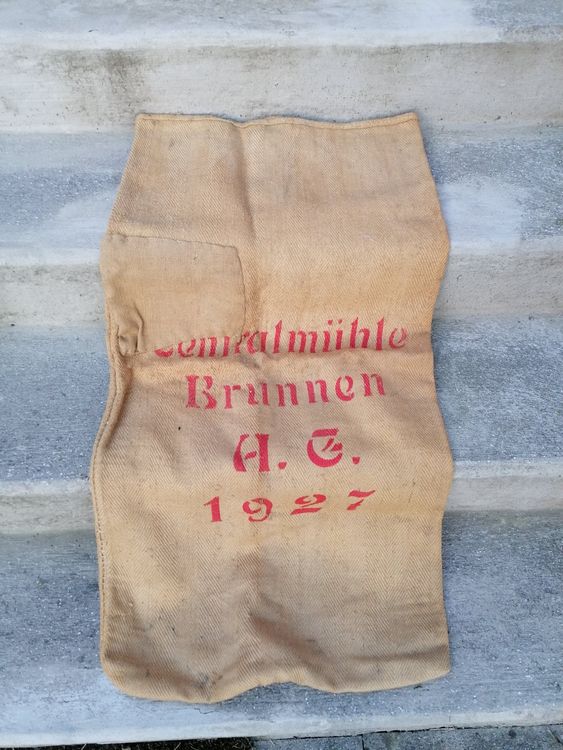 Centralmühle
Brunnen
A. G.
1927